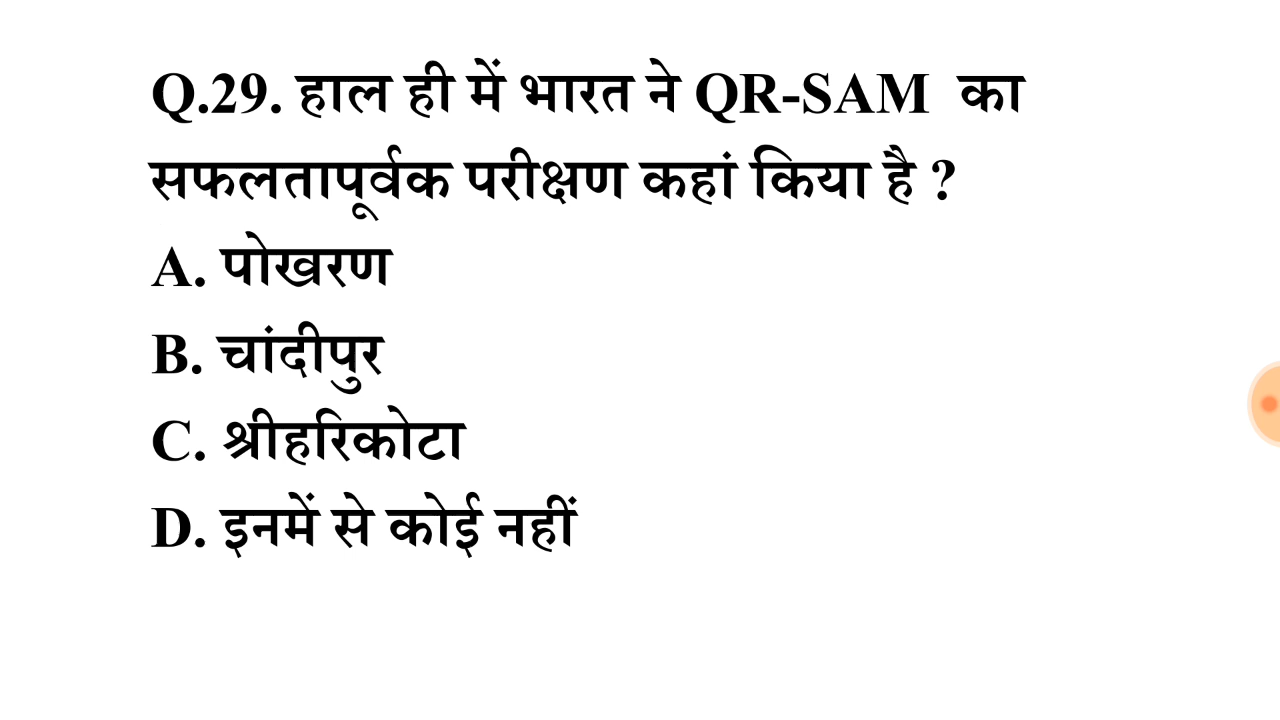 Q.29. हाल ही में भारत ने QR-SAM का
सफलतापूर्वक परीक्षण कहां किया है ?
A. पोखरण
B. चांदीपुर
C. श्रीहरिकोटा
D. इनमें से कोई नहीं